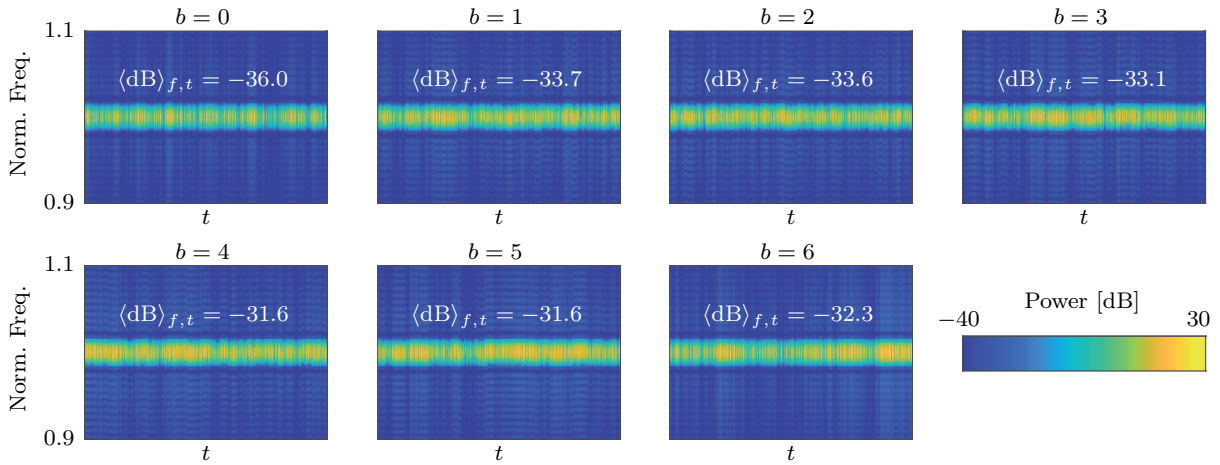 b = 0 b = 1 b = 2 b = 3
1.1
Norm. Freq.
⟨dB⟩f,t = −36.0 ⟨dB⟩f,t = −33.7 ⟨dB⟩f,t = −33.6 ⟨dB⟩f,t = −33.1
0.9
t t t t
b = 4 b = 5 b = 6
1.1
Norm. Freq.
⟨dB⟩f,t = −31.6 ⟨dB⟩f,t = −31.6 ⟨dB⟩f,t = −32.3
Power [dB]
−40 30
0.9
t t t